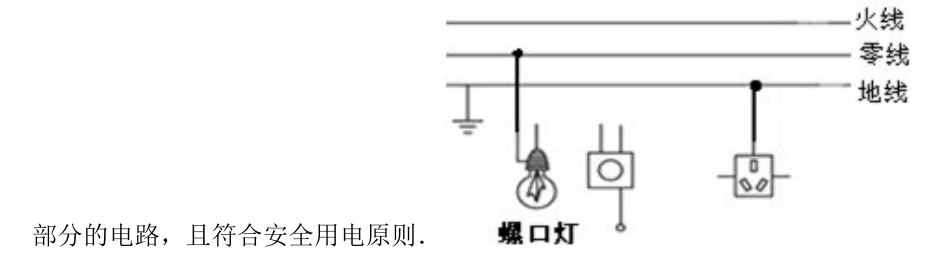 火线
零线
地线
螺口灯
部分的电路，且符合安全用电原则．